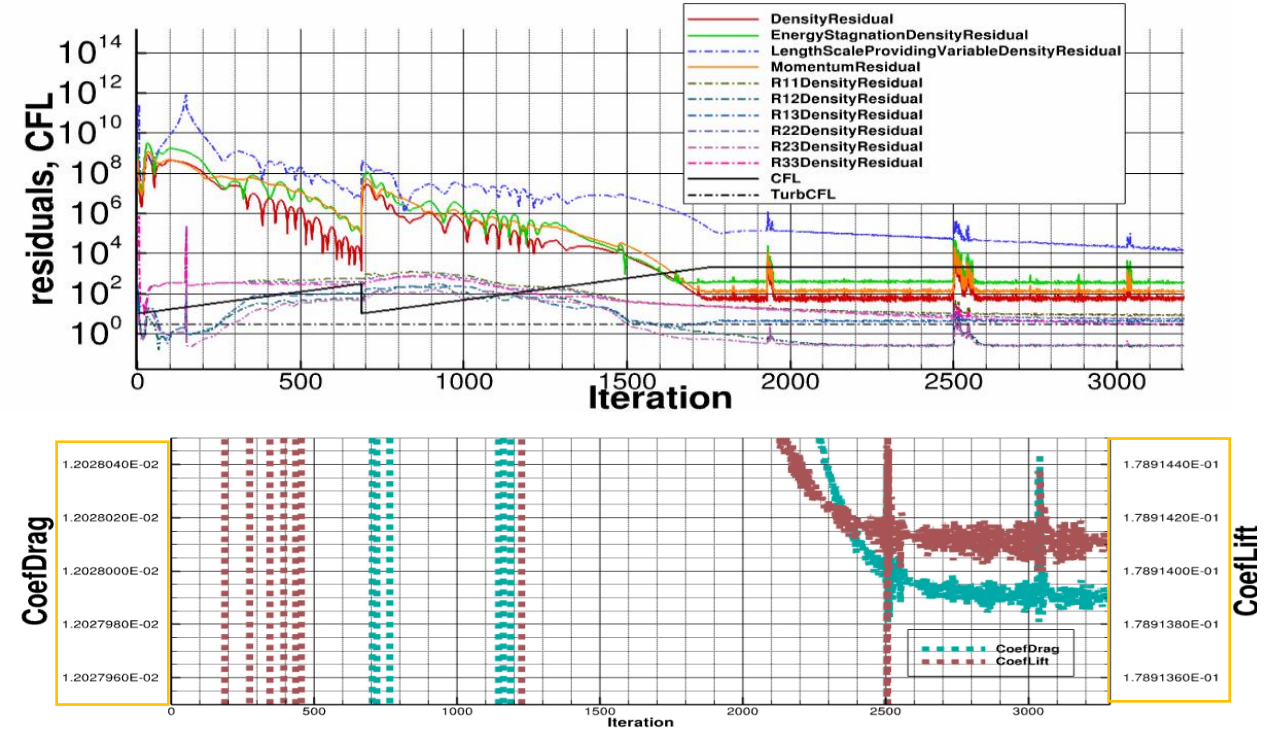 residuals, CFL
10^14
10^12
10^10
10^8
10^6
10^4
10^2
10^0
DensityResidual
EnergyStagnationDensityResidual
LengthScaleProvidingVariableDensityResidual
MomentumResidual
R11DensityResidual
R12DensityResidual
R13DensityResidual
R22DensityResidual
R23DensityResidual
R33DensityResidual
CFL
TurbCFL
0 500 1000 1500 2000 2500 3000
Iteration
CoefDrag
1.2028040E-02
1.2028020E-02
1.2028000E-02
1.2027980E-02
1.2027960E-02
CoefDrag
CoefLift
1.7891440E-01
1.7891420E-01
1.7891400E-01
1.7891380E-01
1.7891360E-01
CoefLift
0 500 1000 1500 2000 2500 3000
Iteration